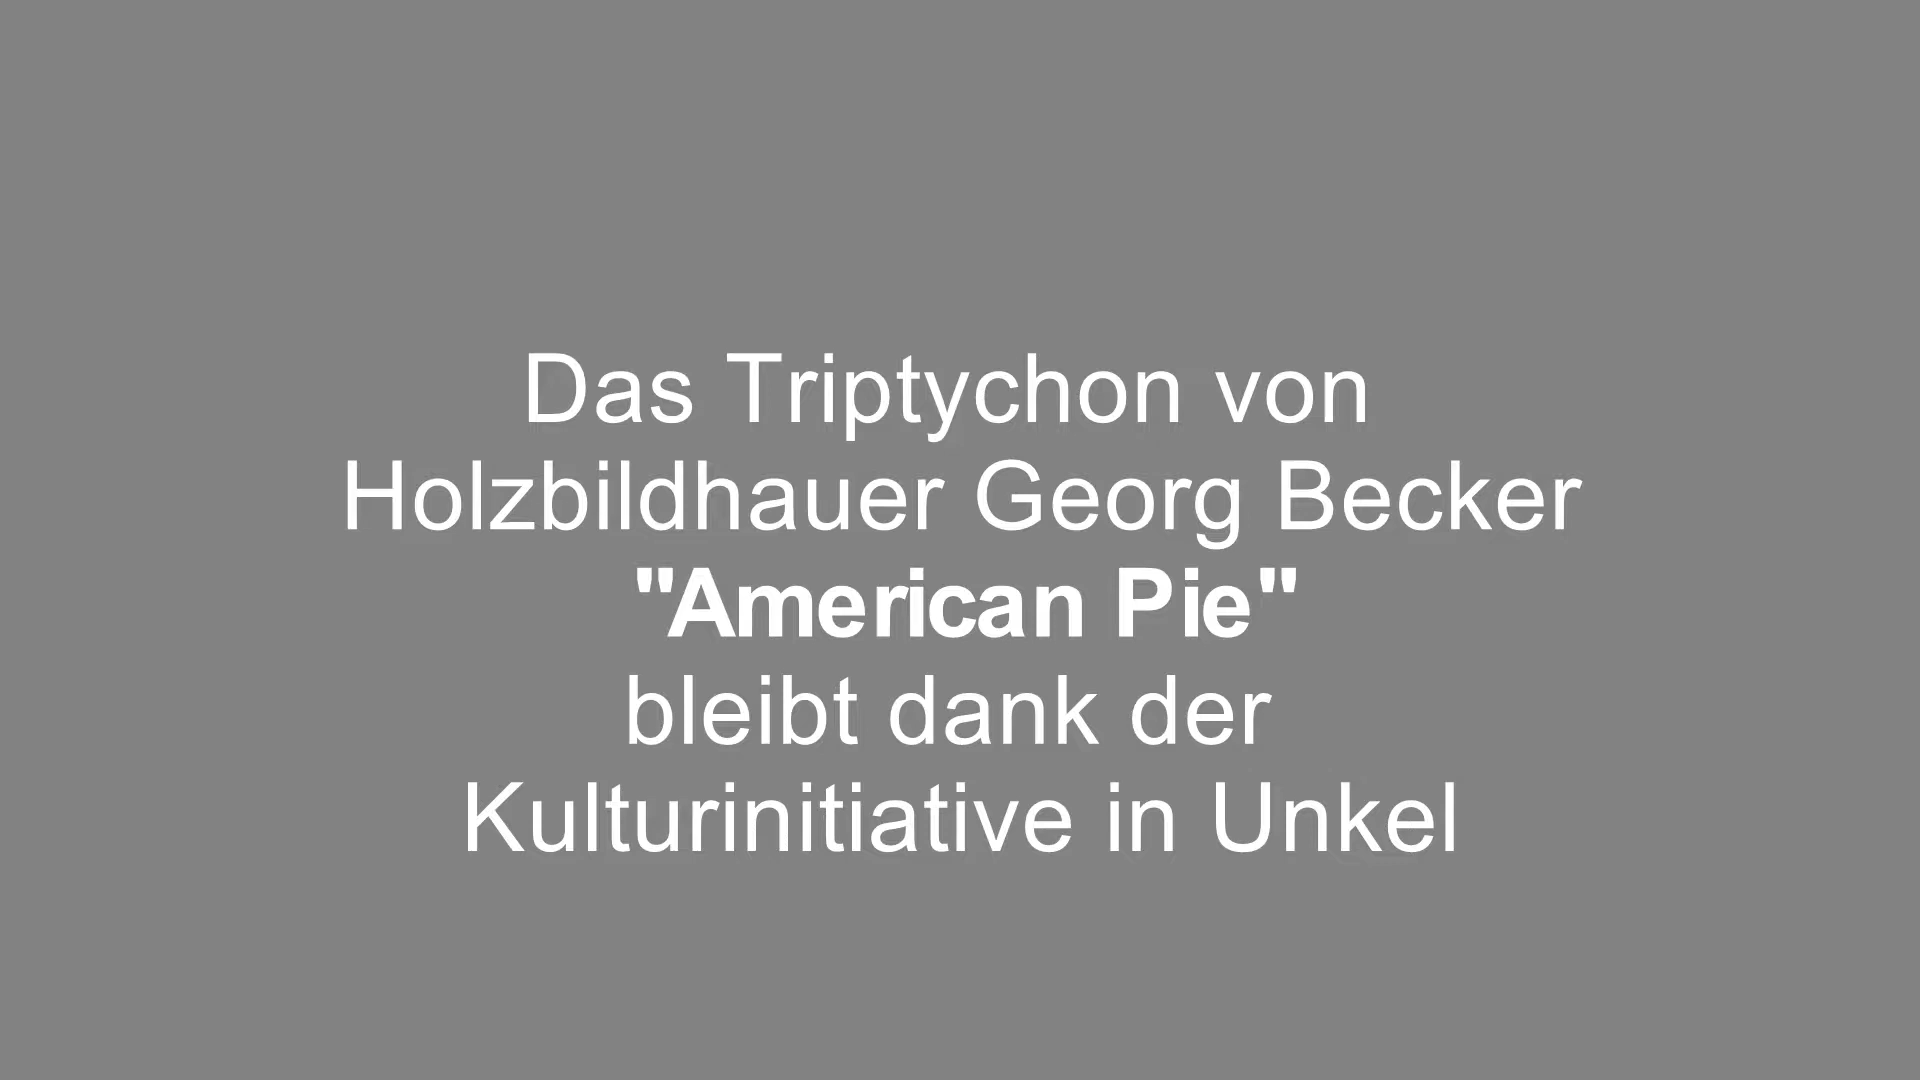 Das Triptychon von
Holzbildhauer Georg Becker
"American Pie"
bleibt dank der
Kulturinitiative in Unkel